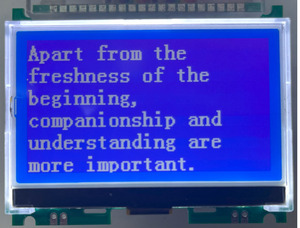 Apart from the
freshness of the
beginning,
companionship and
understanding are
more important.